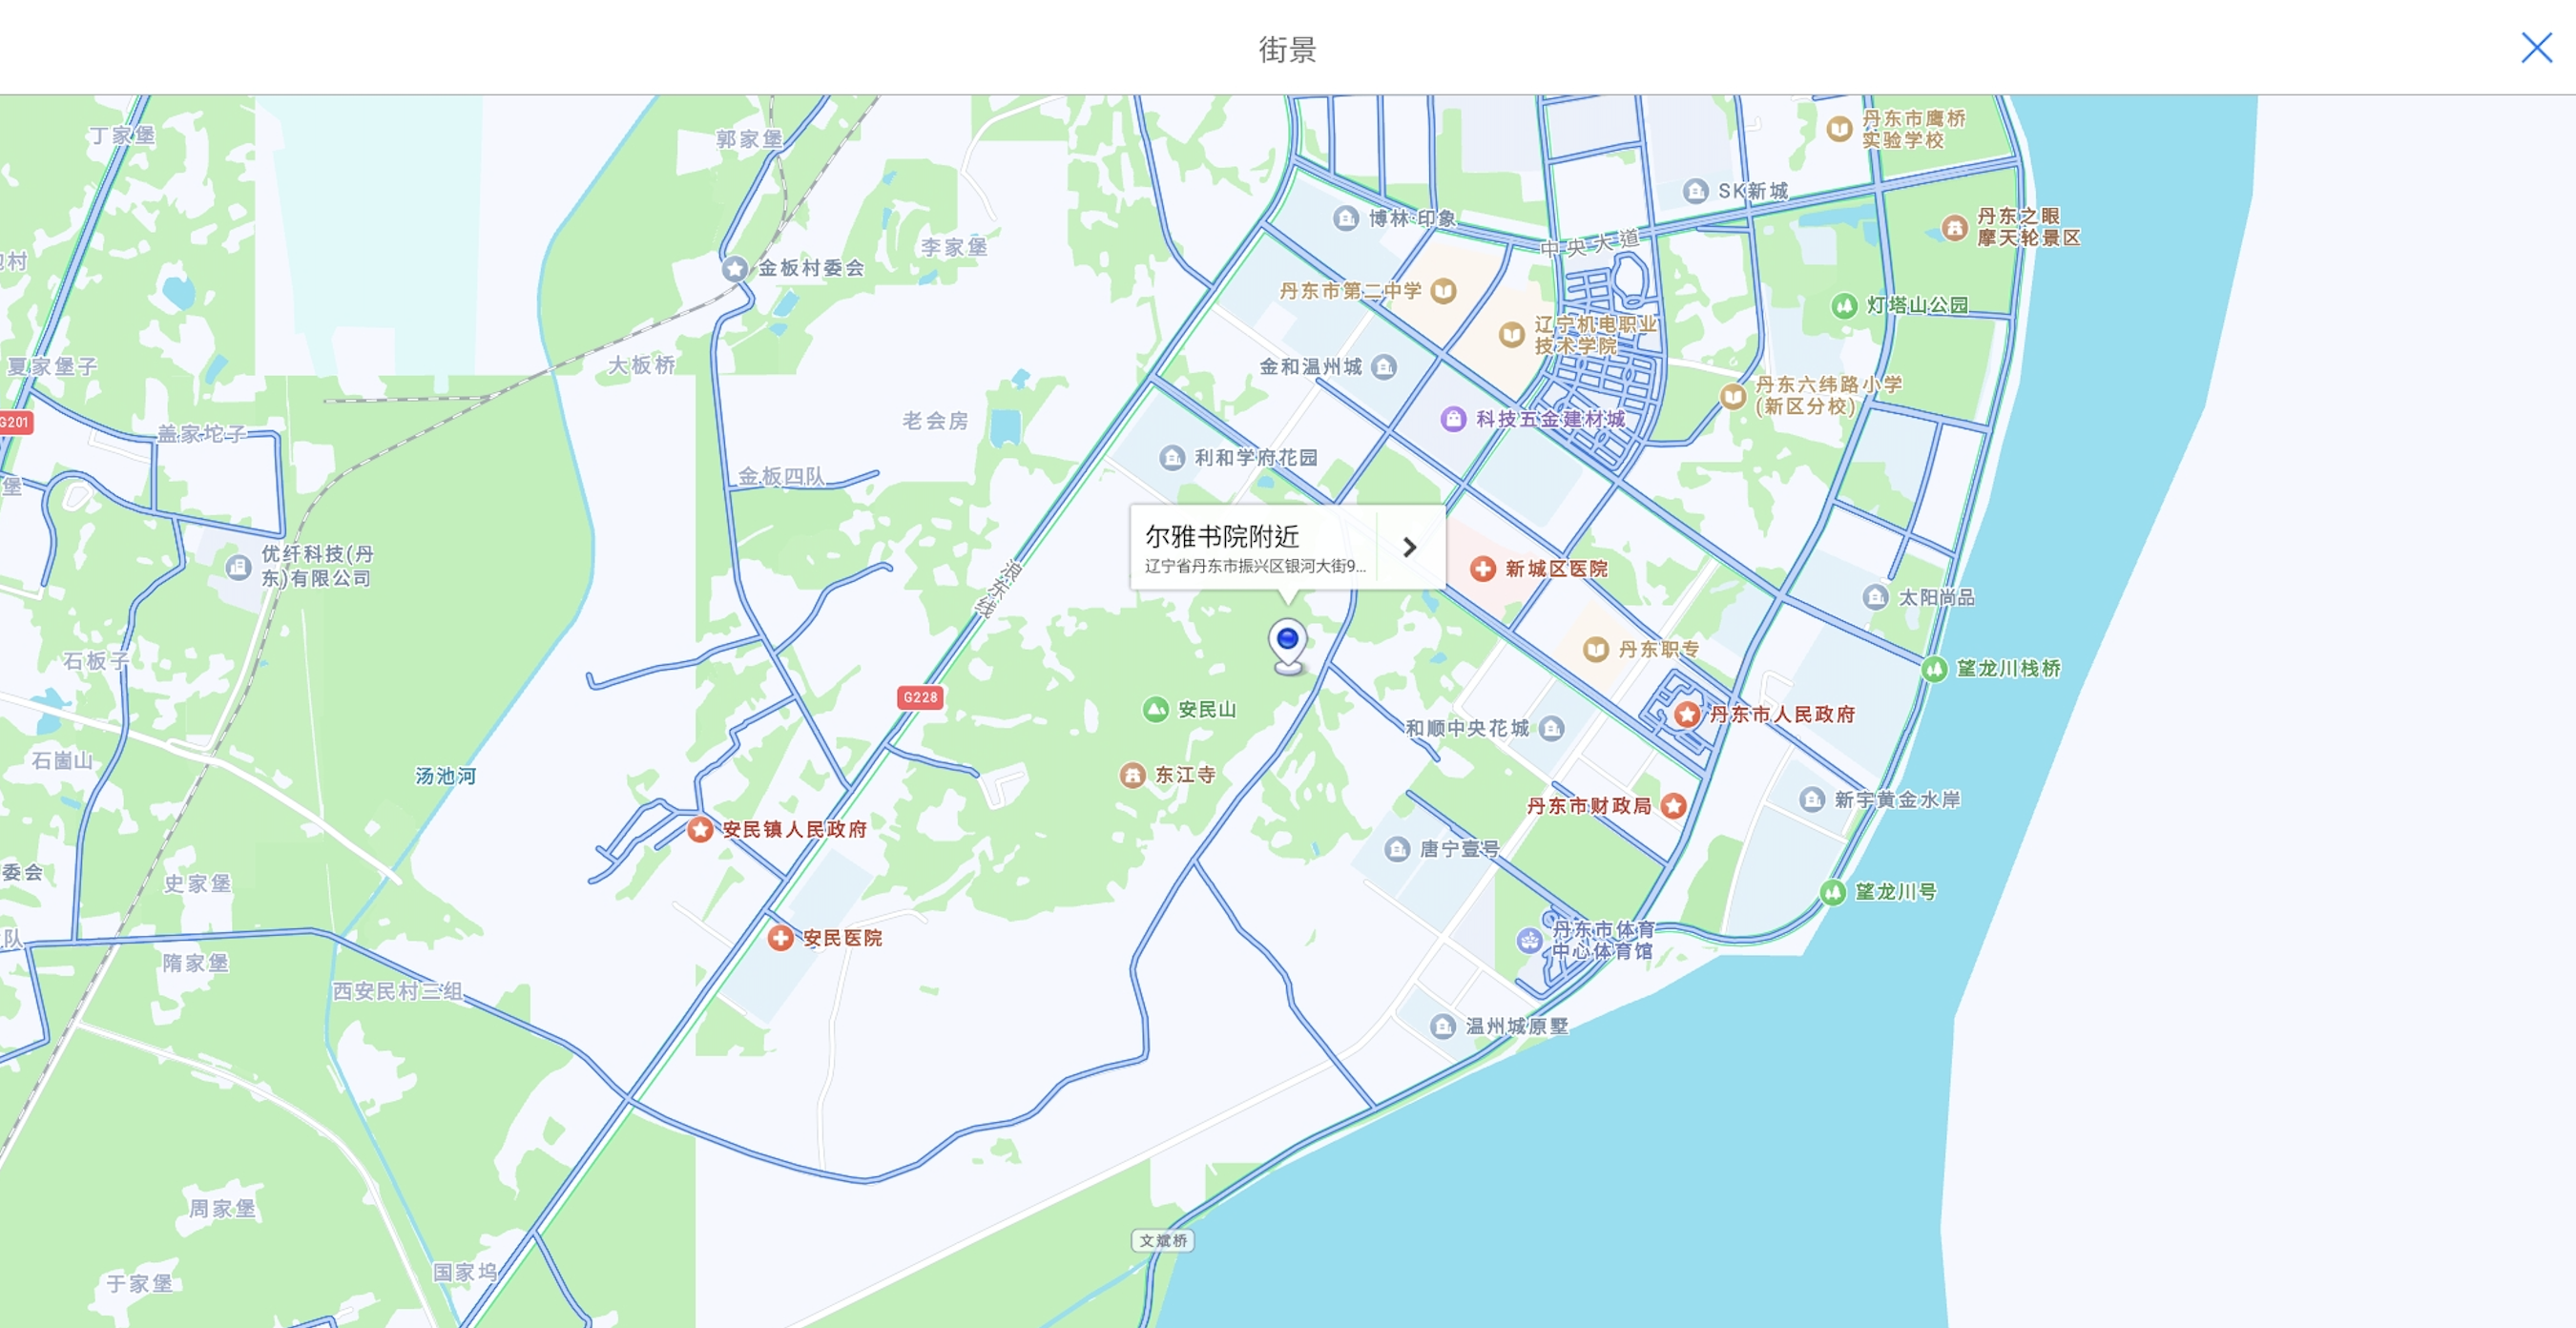 街景
丁家堡
郭家堡
丹东市鹰桥
实验学校
SK新城
博林·印象
丹东之眼
摩天轮景区
中央大道
李家堡
金板村委会
丹东市第二中学
灯塔山公园
辽宁机电职业
技术学院
夏家堡子
大板桥
金和温州城
丹东六纬路小学
(新区分校)
G201
老会房
科技五金建材城
盖家坨子
利和学府花园
金板四队
堡
尔雅书院附近
辽宁省丹东市振兴区银河大街9...
优纤科技(丹
东)有限公司
浪东线
新城区医院
太阳尚品
石板子
丹东职专
望龙川栈桥
G228
安民山
丹东市人民政府
和顺中央花城
石崮山
汤池河
东江寺
丹东市财政局
新宇黄金水岸
安民镇人民政府
唐宁壹号
委会
史家堡
望龙川号
队
安民医院
丹东市体育
中心体育馆
隋家堡
西安民村三组
温州城原墅
周家堡
文斌桥
国家坞
于家堡